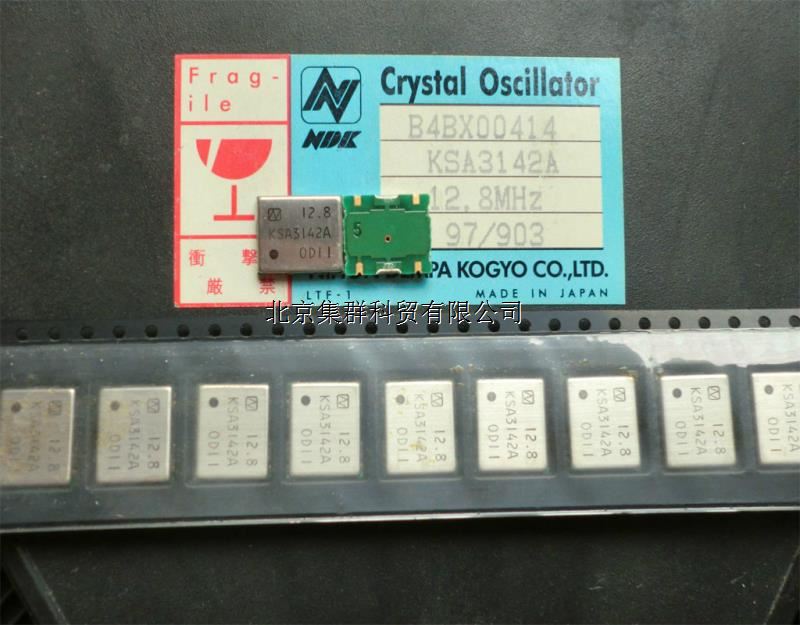 Frag-
ile
衝撃
厳禁
NDK
Crystal Oscillator
B4BX00414
KSA3142A
12.8MHz
97/903
PA KOGYO CO.,LTD.
LTF-1
MADE IN JAPAN
12.8
KSA3142A
0D11
5
北京集群科贸有限公司
KSA3142A
0D11
12.8
KSA3142A
0D11
12.8
KSA3142A
0D11
12.8
KSA3142A
0D11
12.8
KSA3142A
0D11
12.8
KSA3142A
0D11
12.8
KSA3142A
0D11
12.8
KSA3142A
0D11
KSA3142A
0D11